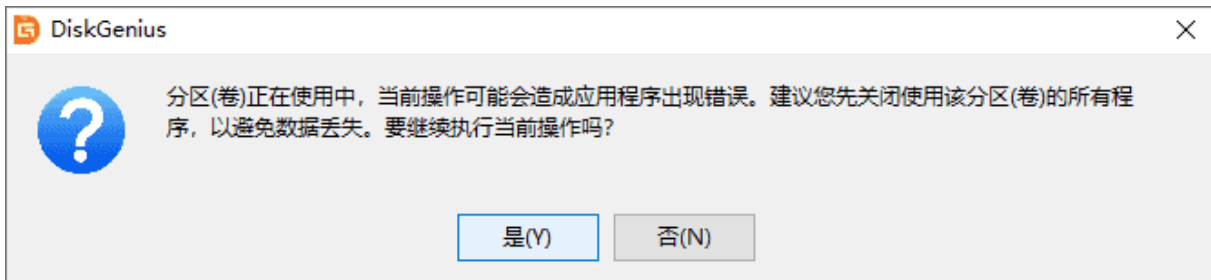 DiskGenius
分区(卷)正在使用中，当前操作可能会造成应用程序出现错误。建议您先关闭使用该分区(卷)的所有程
序，以避免数据丢失。要继续执行当前操作吗?
是(Y)
否(N)